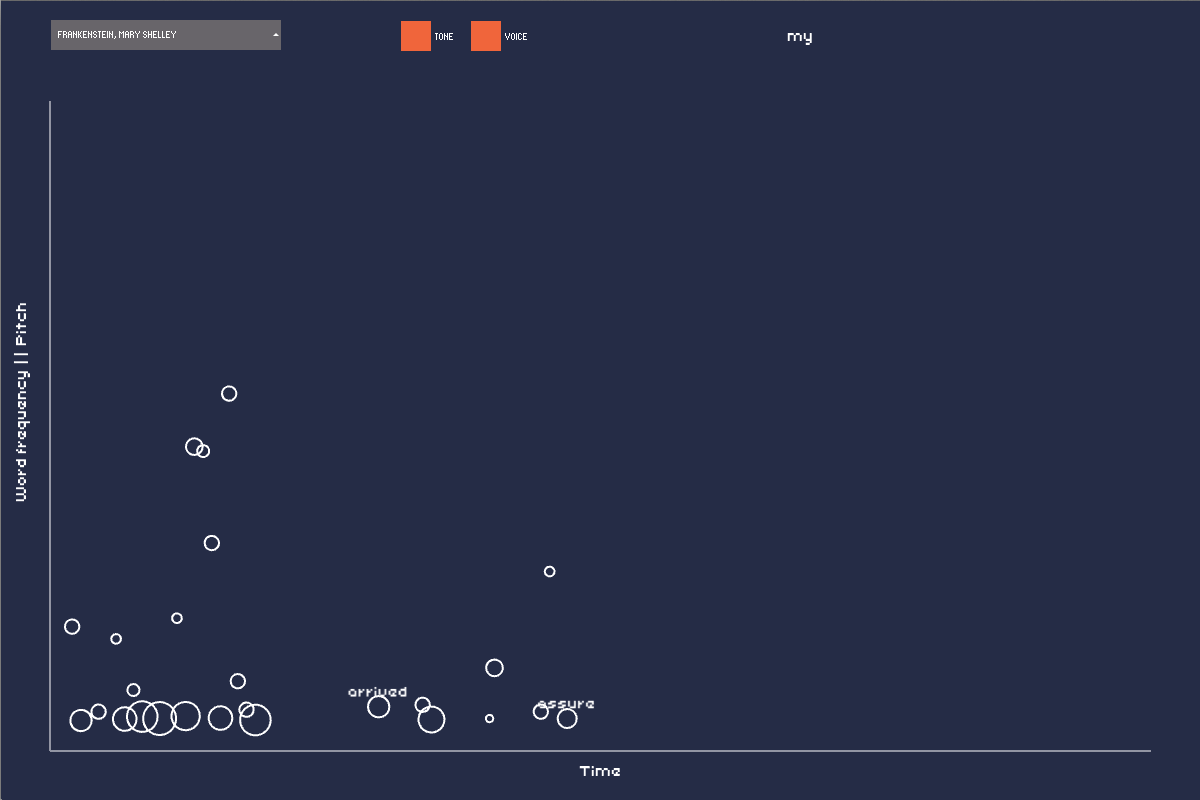 FRANKENSTEIN, MARY SHELLEY
TONE
VOICE
my
Word frequency || Pitch
arrived
assure
Time